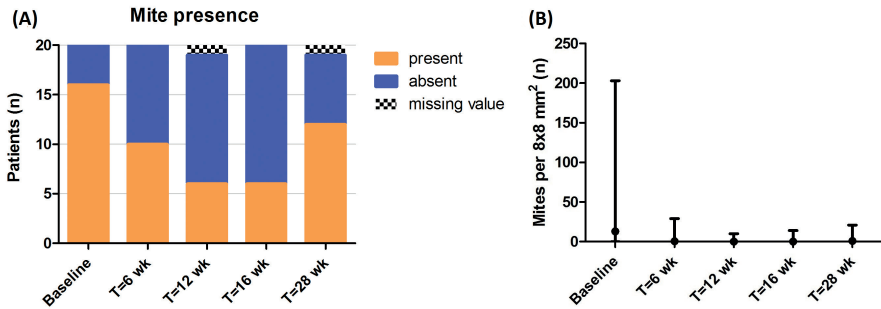 (A)
Mite presence
Patients (n)
20
15
10
5
0
Baseline
T=6 wk
T=12 wk
T=16 wk
T=28 wk
present
absent
missing value
(B)
Mites per 8x8 mm² (n)
250
200
150
100
50
0
Baseline
T=6 wk
T=12 wk
T=16 wk
T=28 wk